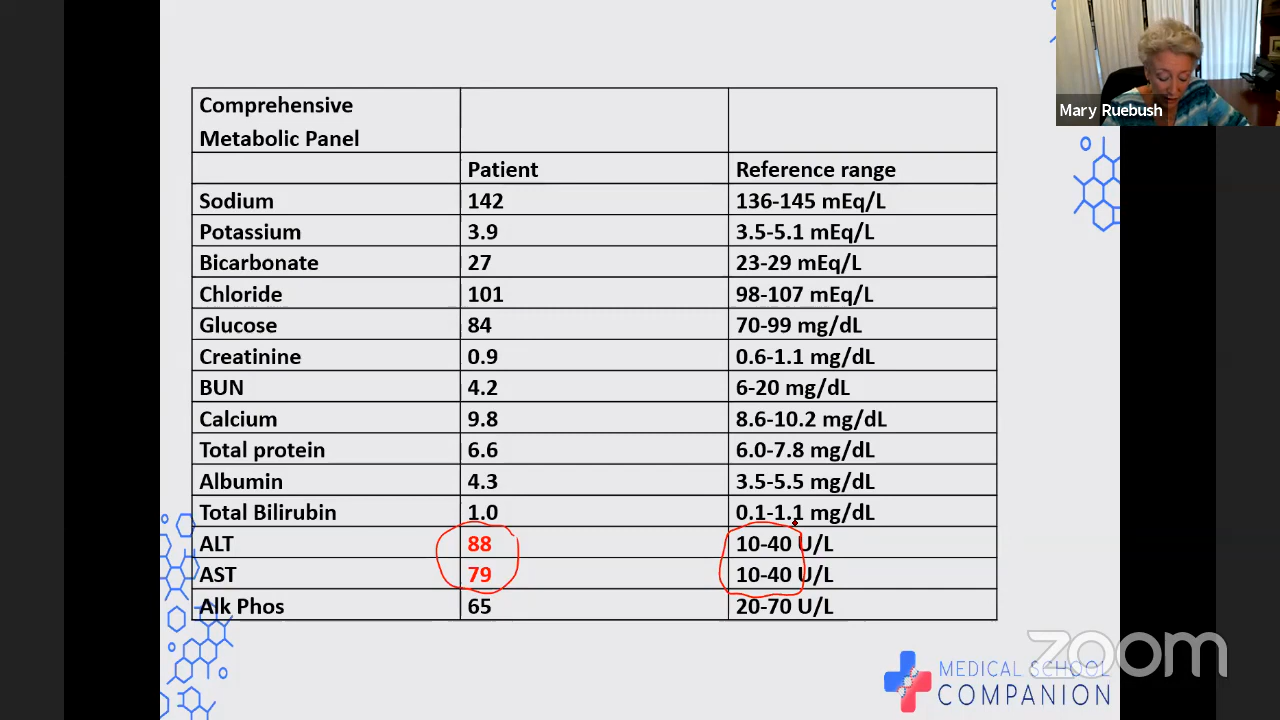 Comprehensive
Metabolic Panel
Patient Reference range
Sodium 142 136-145 mEq/L
Potassium 3.9 3.5-5.1 mEq/L
Bicarbonate 27 23-29 mEq/L
Chloride 101 98-107 mEq/L
Glucose 84 70-99 mg/dL
Creatinine 0.9 0.6-1.1 mg/dL
BUN 4.2 6-20 mg/dL
Calcium 9.8 8.6-10.2 mg/dL
Total protein 6.6 6.0-7.8 mg/dL
Albumin 4.3 3.5-5.5 mg/dL
Total Bilirubin 1.0 0.1-1.1 mg/dL
ALT 88 10-40 U/L
AST 79 10-40 U/L
Alk Phos 65 20-70 U/L
Mary Ruebush
zoom
MEDICAL SCHOOL
COMPANION